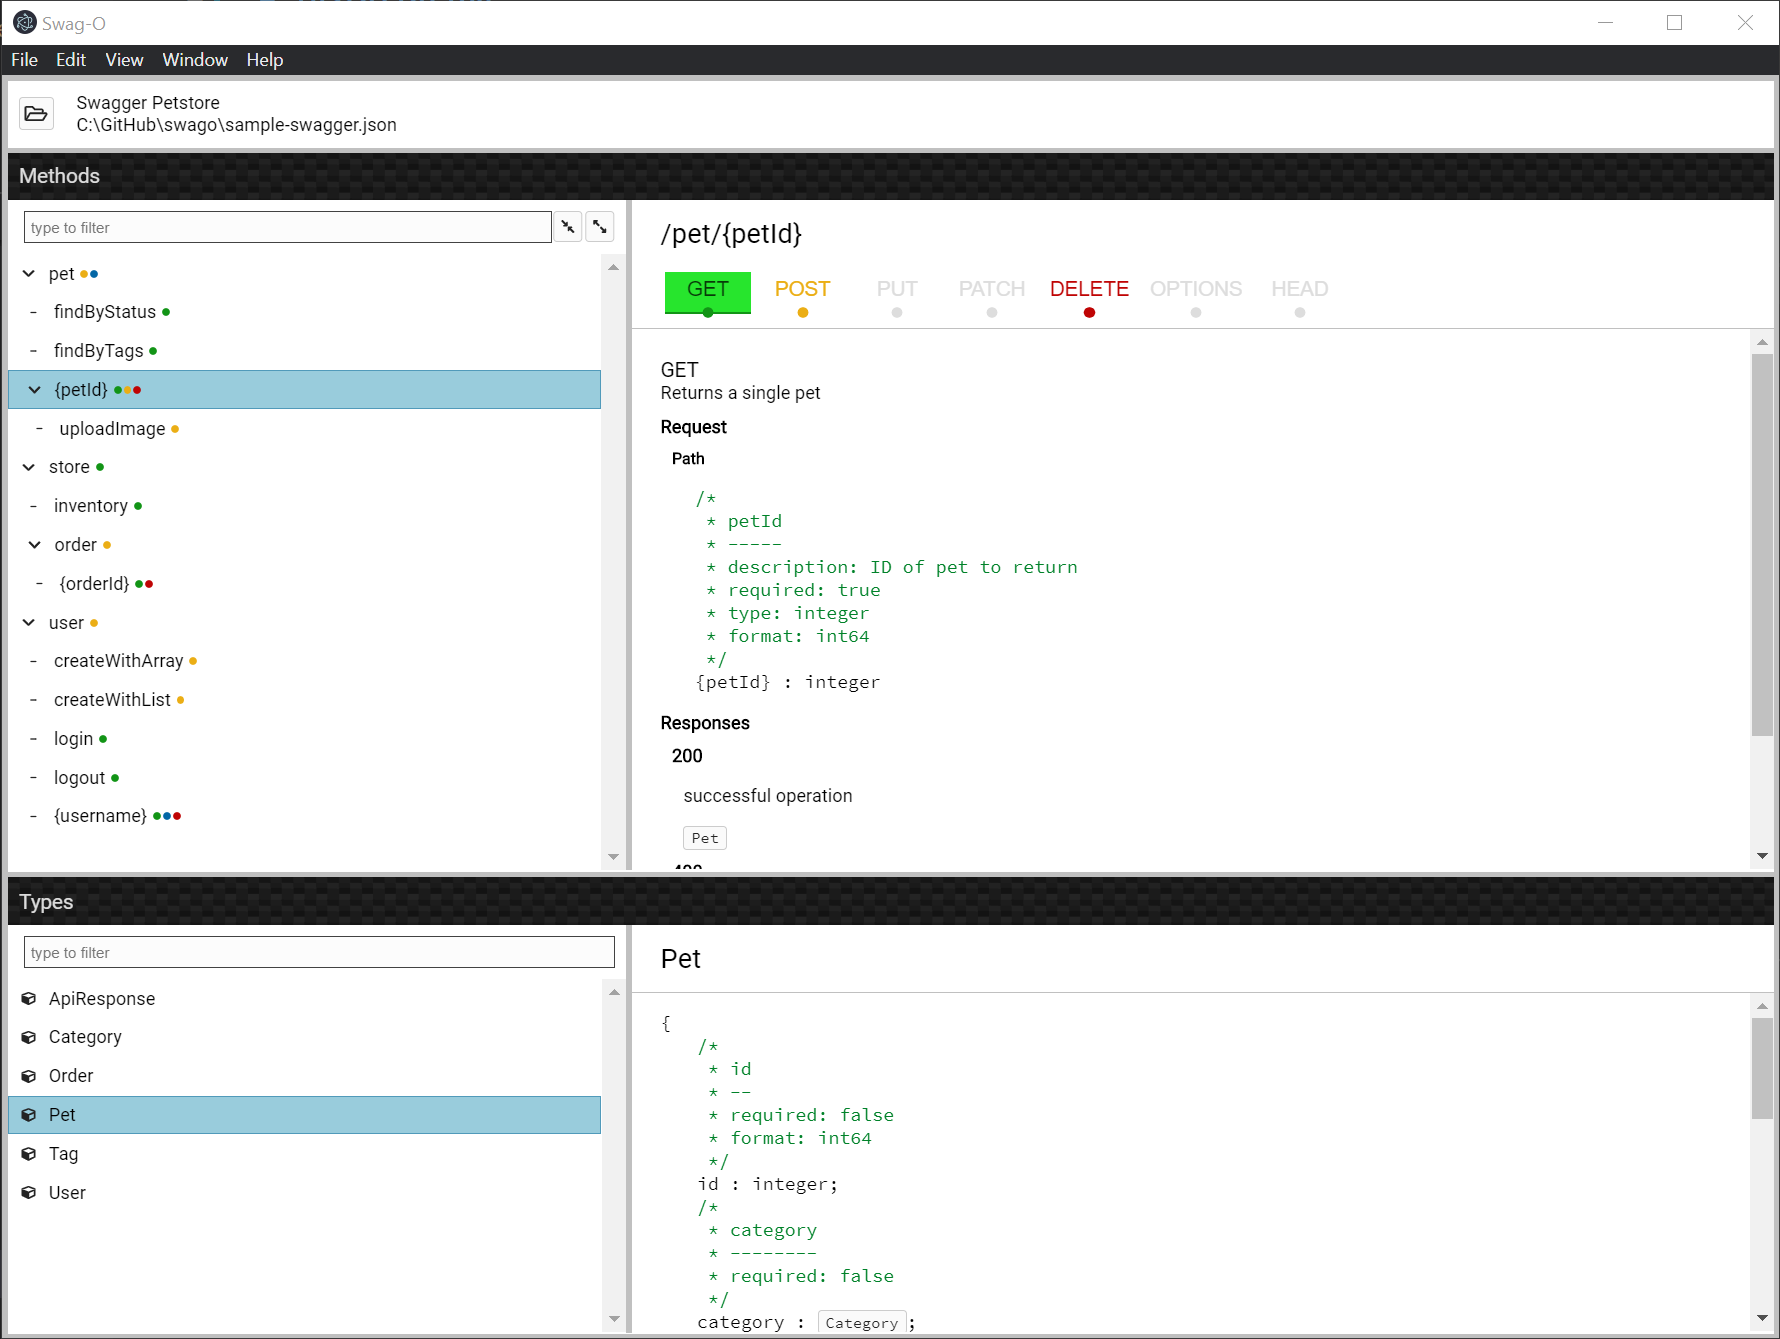 Swag-O
File Edit View Window Help
Swagger Petstore
C:\GitHub\swago\sample-swagger.json
Methods
type to filter
pet
- findByStatus
- findByTags
{petId}
- uploadImage
store
- inventory
order
- {orderId}
user
- createWithArray
- createWithList
- login
- logout
- {username}
/pet/{petId}
GET POST PUT PATCH DELETE OPTIONS HEAD
GET
Returns a single pet
Request
Path
/*
* petId
* -----
* description: ID of pet to return
* required: true
* type: integer
* format: int64
*/
{petId} : integer
Responses
200
successful operation
Pet
Types
type to filter
ApiResponse
Category
Order
Pet
Tag
User
Pet
{
/*
* id
* --
* required: false
* format: int64
*/
id : integer;
/*
* category
* --------
* required: false
*/
category : Category ;